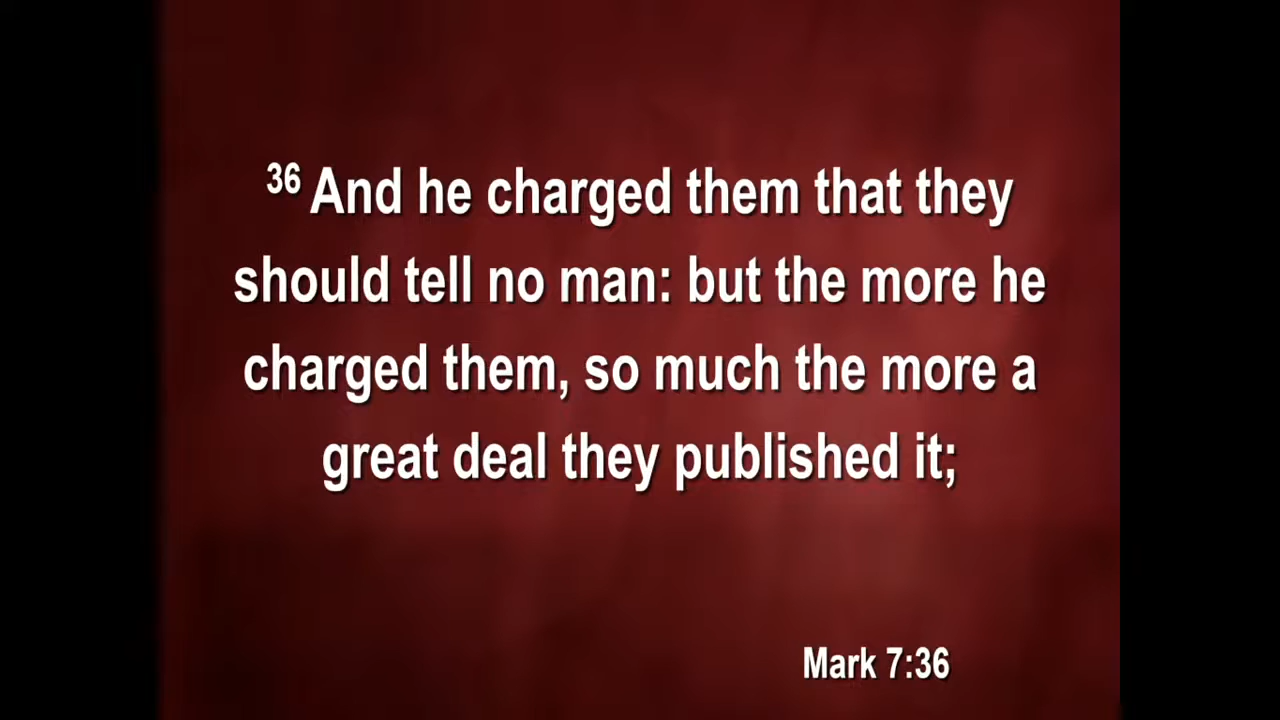 36 And he charged them that they
should tell no man: but the more he
charged them, so much the more a
great deal they published it;
Mark 7:36